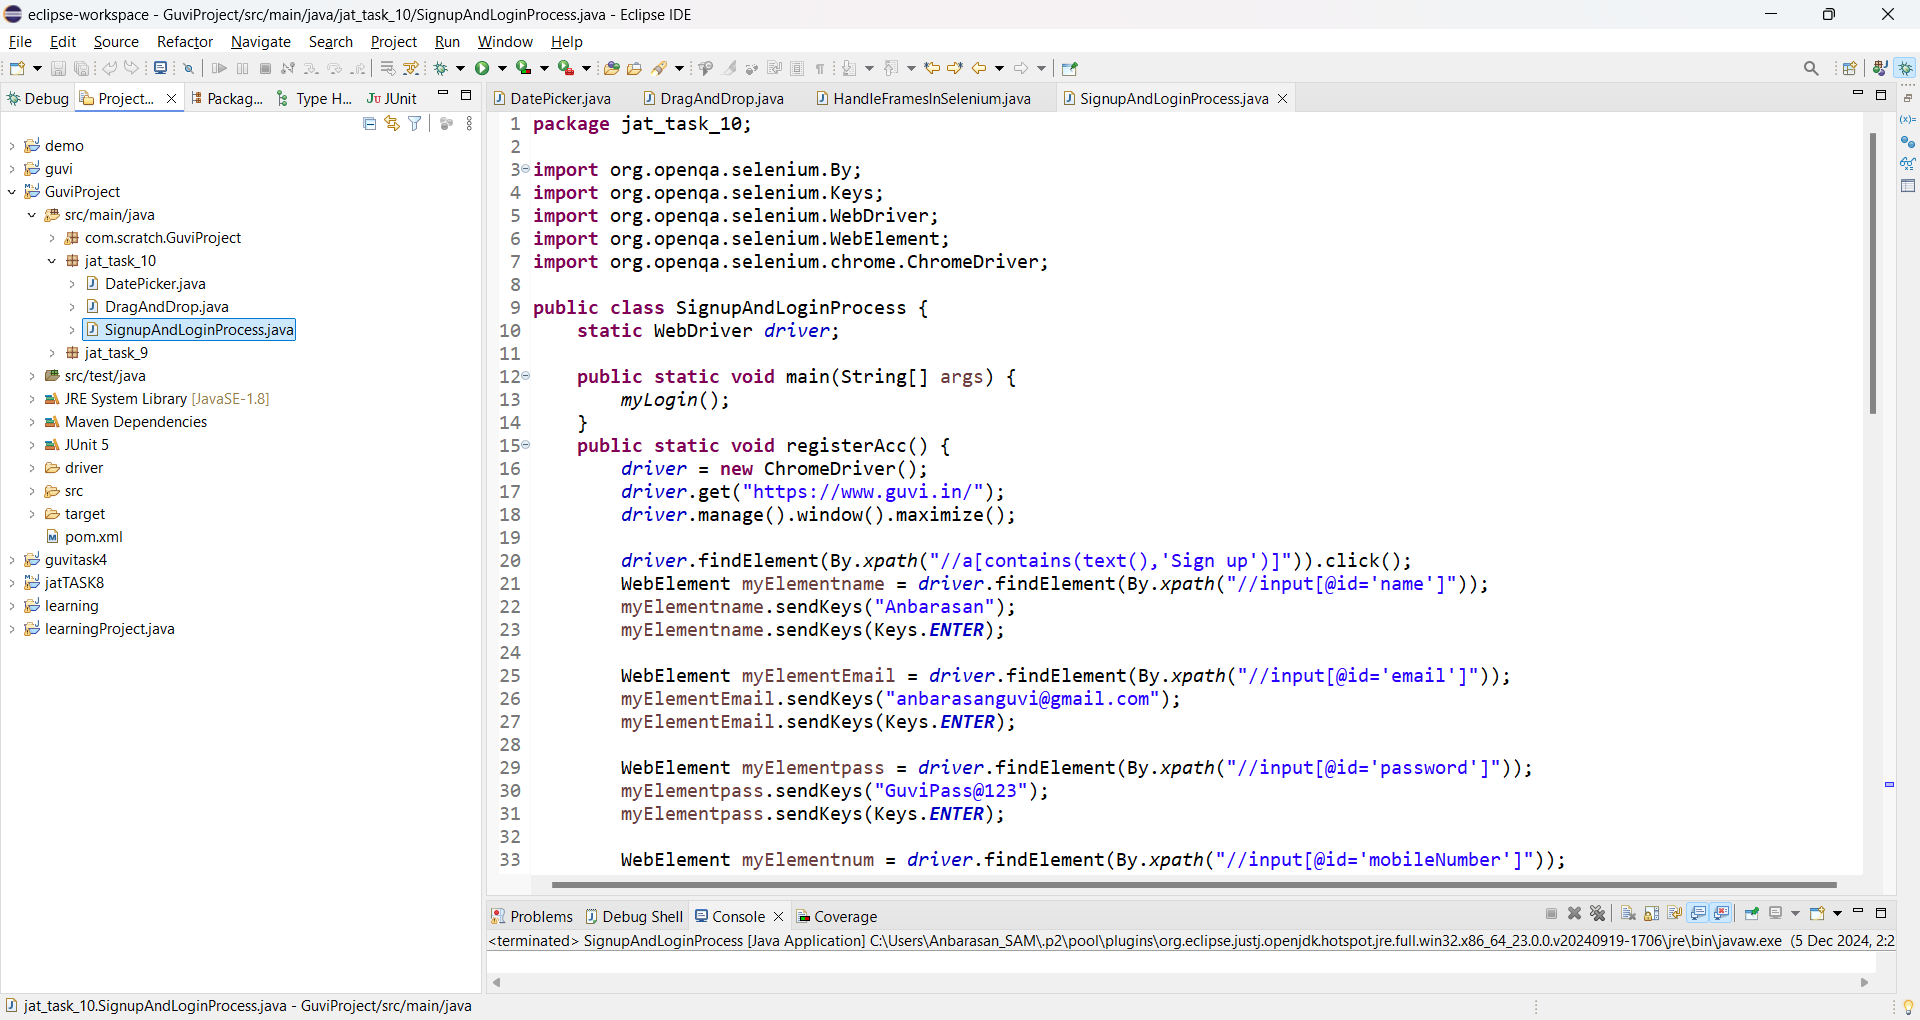 eclipse-workspace - GuviProject/src/main/java/jat_task_10/SignupAndLoginProcess.java - Eclipse IDE
File Edit Source Refactor Navigate Search Project Run Window Help
Debug Project... Packag... Type H... JUnit
DatePicker.java DragAndDrop.java HandleFramesInSelenium.java SignupAndLoginProcess.java
demo
guvi
GuviProject
src/main/java
com.scratch.GuviProject
jat_task_10
DatePicker.java
DragAndDrop.java
SignupAndLoginProcess.java
jat_task_9
src/test/java
JRE System Library [JavaSE-1.8]
Maven Dependencies
JUnit 5
driver
src
target
pom.xml
guvitask4
jatTASK8
learning
learningProject.java
1 package jat_task_10;
2
3 import org.openqa.selenium.By;
4 import org.openqa.selenium.Keys;
5 import org.openqa.selenium.WebDriver;
6 import org.openqa.selenium.WebElement;
7 import org.openqa.selenium.chrome.ChromeDriver;
8
9 public class SignupAndLoginProcess {
10 static WebDriver driver;
11
12 public static void main(String[] args) {
13 myLogin();
14 }
15 public static void registerAcc() {
16 driver = new ChromeDriver();
17 driver.get("https://www.guvi.in/");
18 driver.manage().window().maximize();
19
20 driver.findElement(By.xpath("//a[contains(text(),'Sign up')]")).click();
21 WebElement myElementname = driver.findElement(By.xpath("//input[@id='name']"));
22 myElementname.sendKeys("Anbarasan");
23 myElementname.sendKeys(Keys.ENTER);
24
25 WebElement myElementEmail = driver.findElement(By.xpath("//input[@id='email']"));
26 myElementEmail.sendKeys("anbarasanguvi@gmail.com");
27 myElementEmail.sendKeys(Keys.ENTER);
28
29 WebElement myElementpass = driver.findElement(By.xpath("//input[@id='password']"));
30 myElementpass.sendKeys("GuviPass@123");
31 myElementpass.sendKeys(Keys.ENTER);
32
33 WebElement myElementnum = driver.findElement(By.xpath("//input[@id='mobileNumber']"));
Problems Debug Shell Console Coverage
<terminated> SignupAndLoginProcess [Java Application] C:\Users\Anbarasan_SAM\.p2\pool\plugins\org.eclipse.justj.openjdk.hotspot.jre.full.win32.x86_64_23.0.0.v20240919-1706\jre\bin\javaw.exe (5 Dec 2024, 2:2
jat_task_10.SignupAndLoginProcess.java - GuviProject/src/main/java